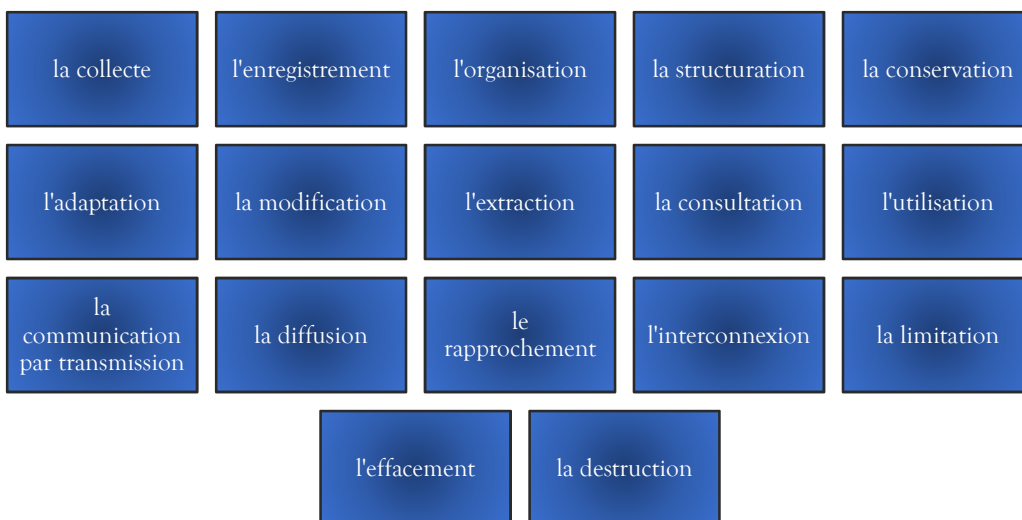 la collecte
l'enregistrement
l'organisation
la structuration
la conservation
l'adaptation
la modification
l'extraction
la consultation
l'utilisation
la
communication
par transmission
la diffusion
le
rapprochement
l'interconnexion
la limitation
l'effacement
la destruction